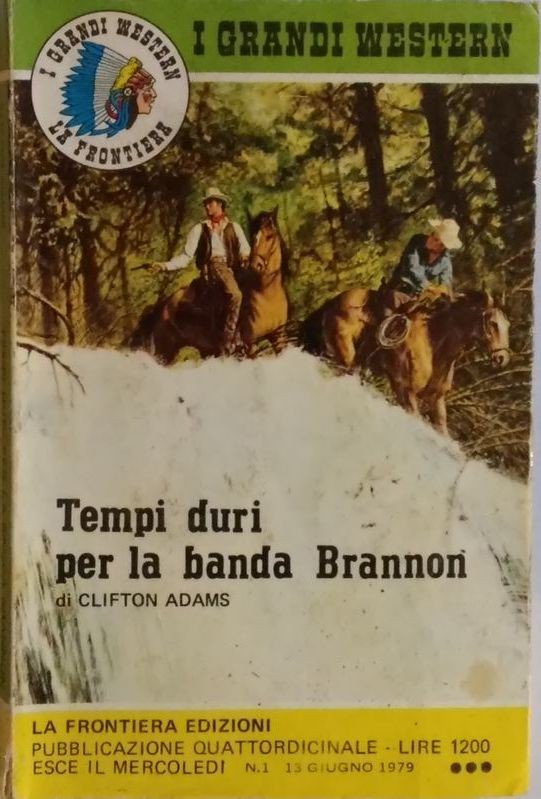 I GRANDI WESTERN
I GRANDI WESTERN
LA FRONTIERA
Tempi duri
per la banda Brannon
di CLIFTON ADAMS
LA FRONTIERA EDIZIONI
PUBBLICAZIONE QUATTORDICINALE - LIRE 1200
ESCE IL MERCOLEDI N.1 13 GIUGNO 1979